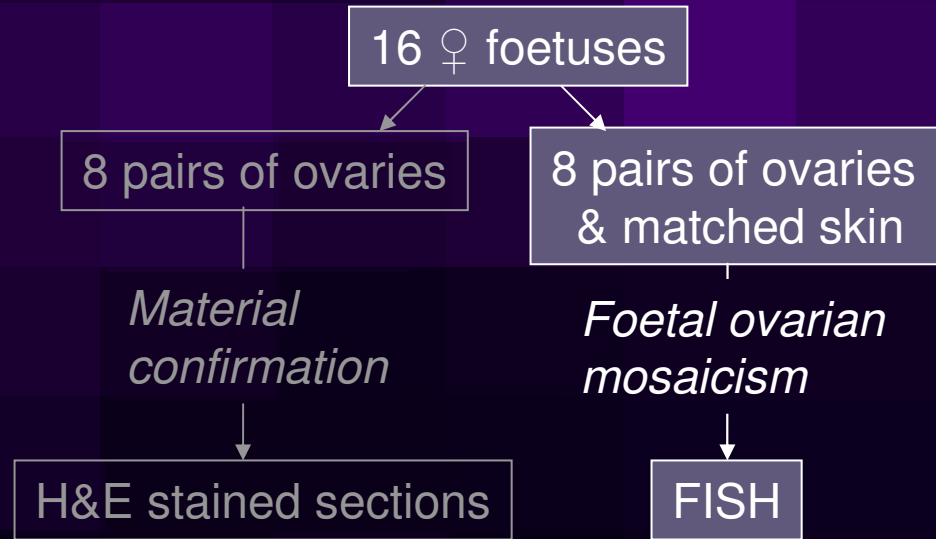 16 ♀ foetuses
8 pairs of ovaries
8 pairs of ovaries
& matched skin
Material
confirmation
Foetal ovarian
mosaicism
H&E stained sections
FISH